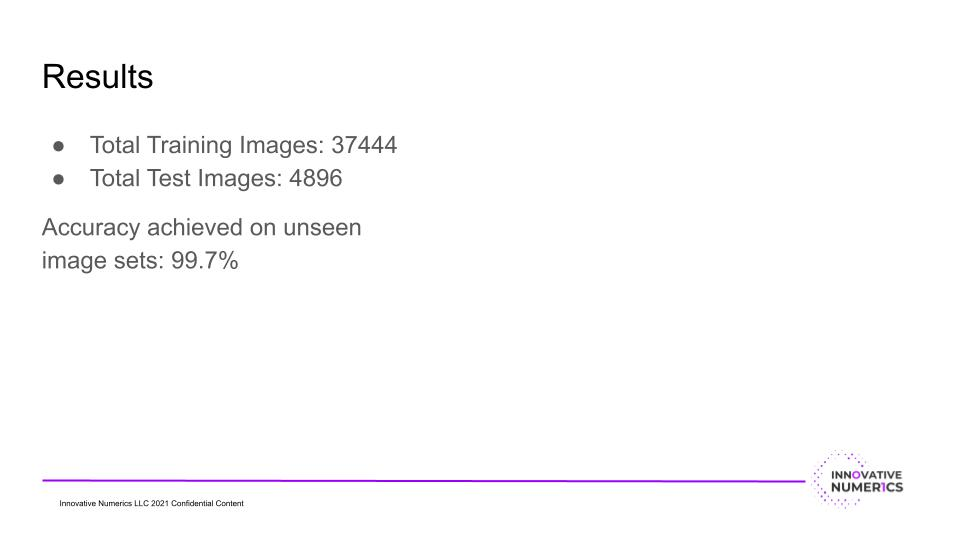 Results
● Total Training Images: 37444
● Total Test Images: 4896
Accuracy achieved on unseen
image sets: 99.7%
INNOVATIVE
NUMER1CS
Innovative Numerics LLC 2021 Confidential Content